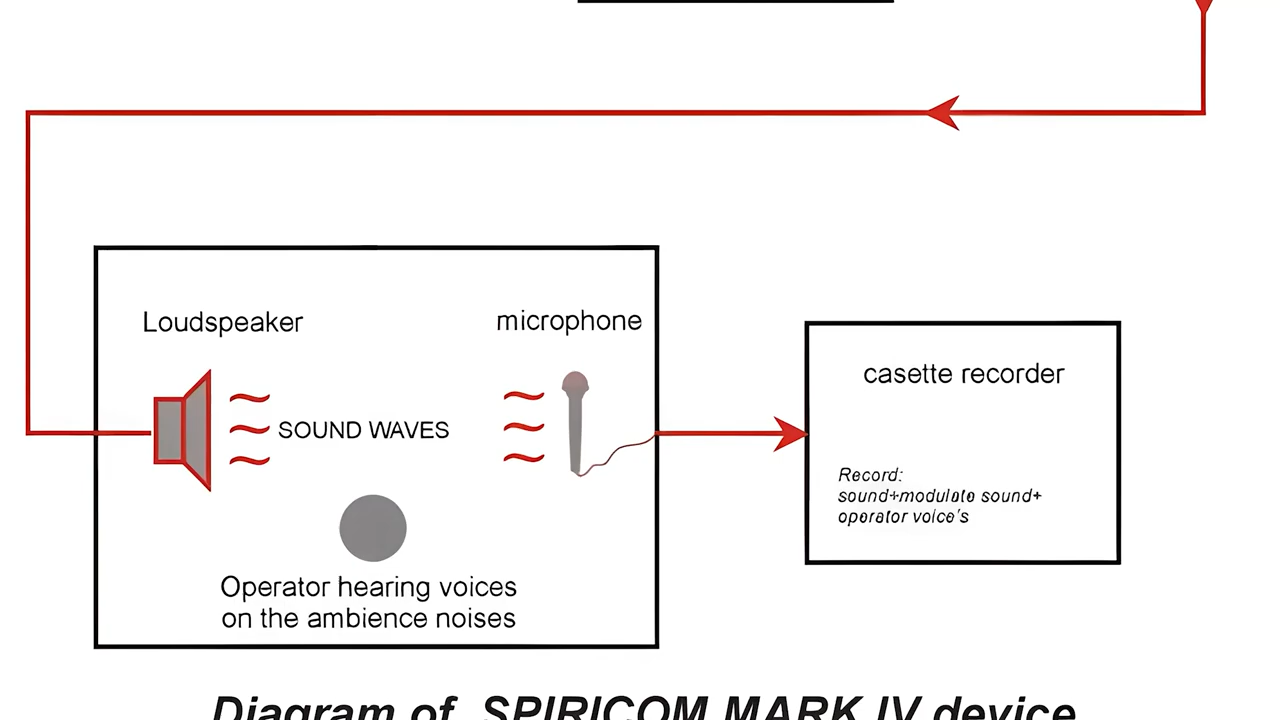 Loudspeaker
microphone
SOUND WAVES
Operator hearing voices
on the ambience noises
casette recorder
Record:
sound+modulate sound+
operator voice's
Diagram of SPIRICOM MARK IV device